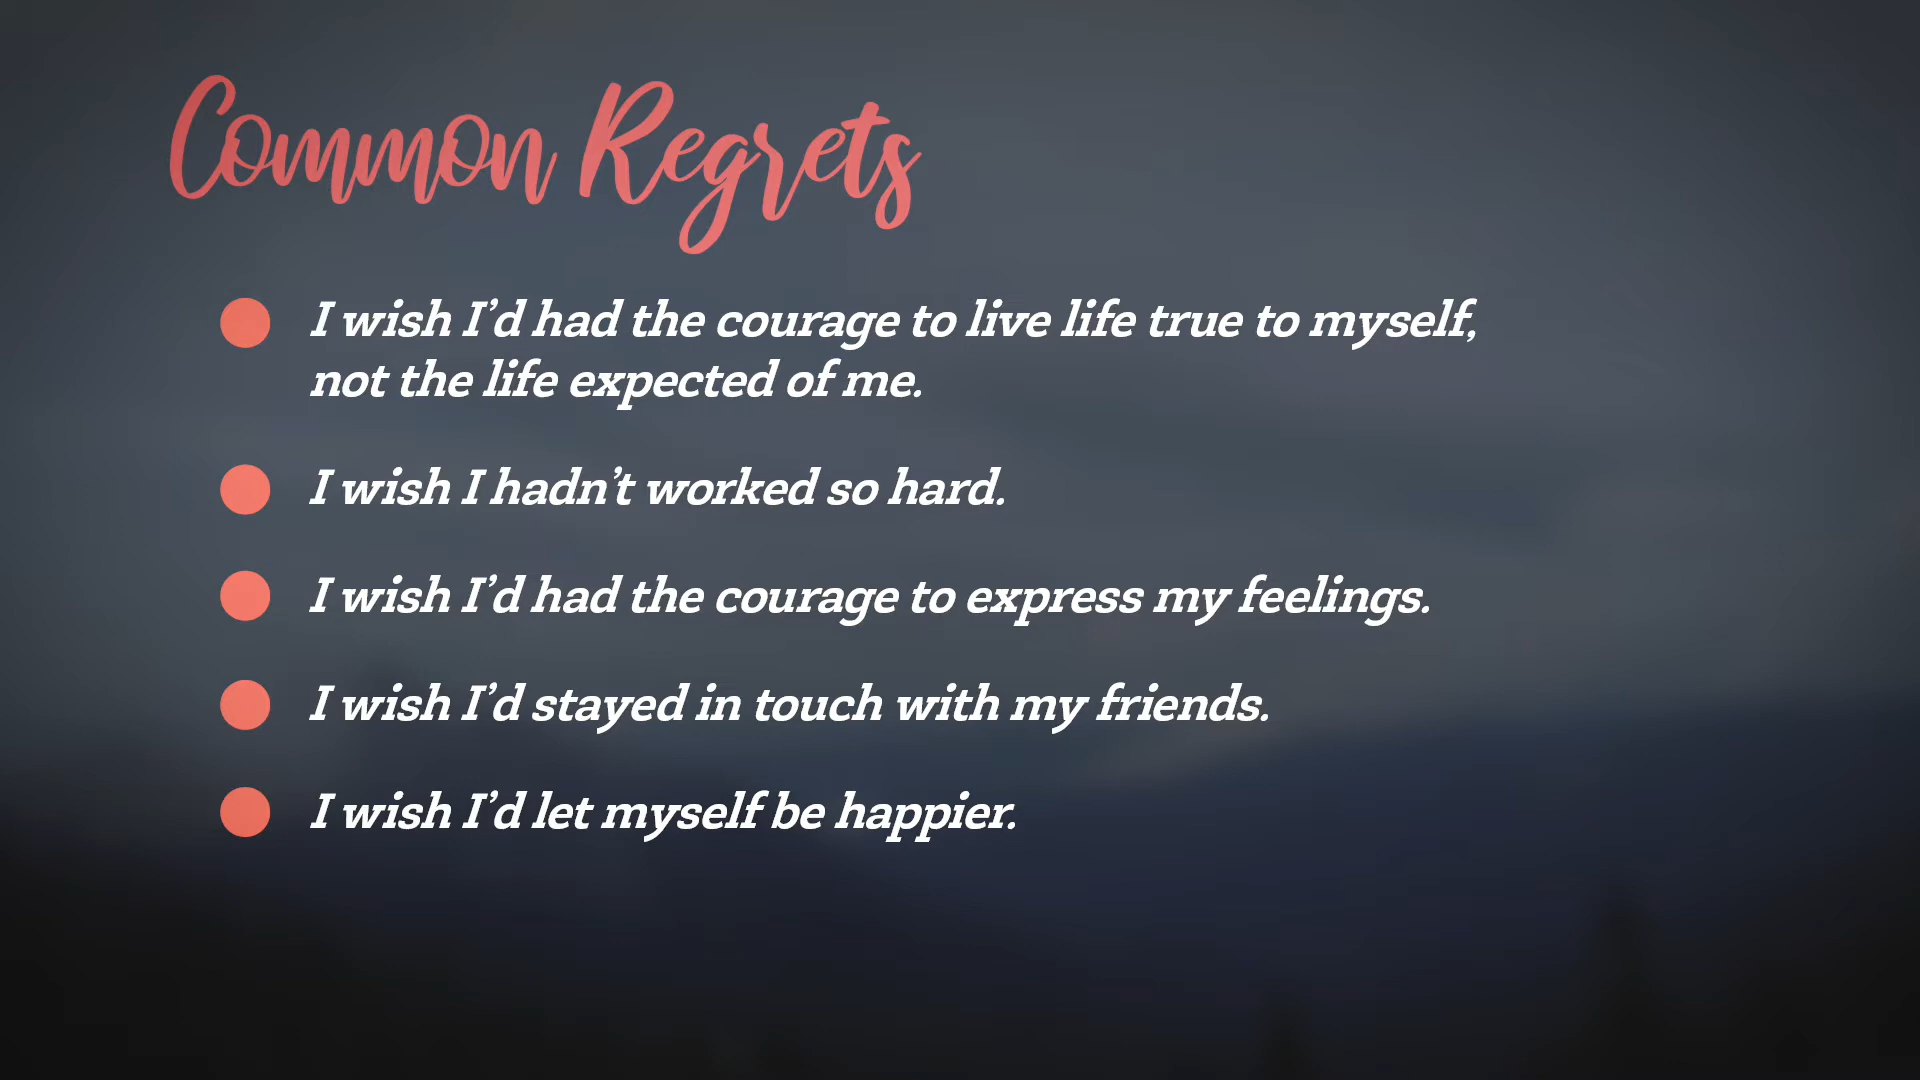 Common Regrets
I wish I’d had the courage to live life true to myself,
not the life expected of me.
I wish I hadn’t worked so hard.
I wish I’d had the courage to express my feelings.
I wish I’d stayed in touch with my friends.
I wish I’d let myself be happier.